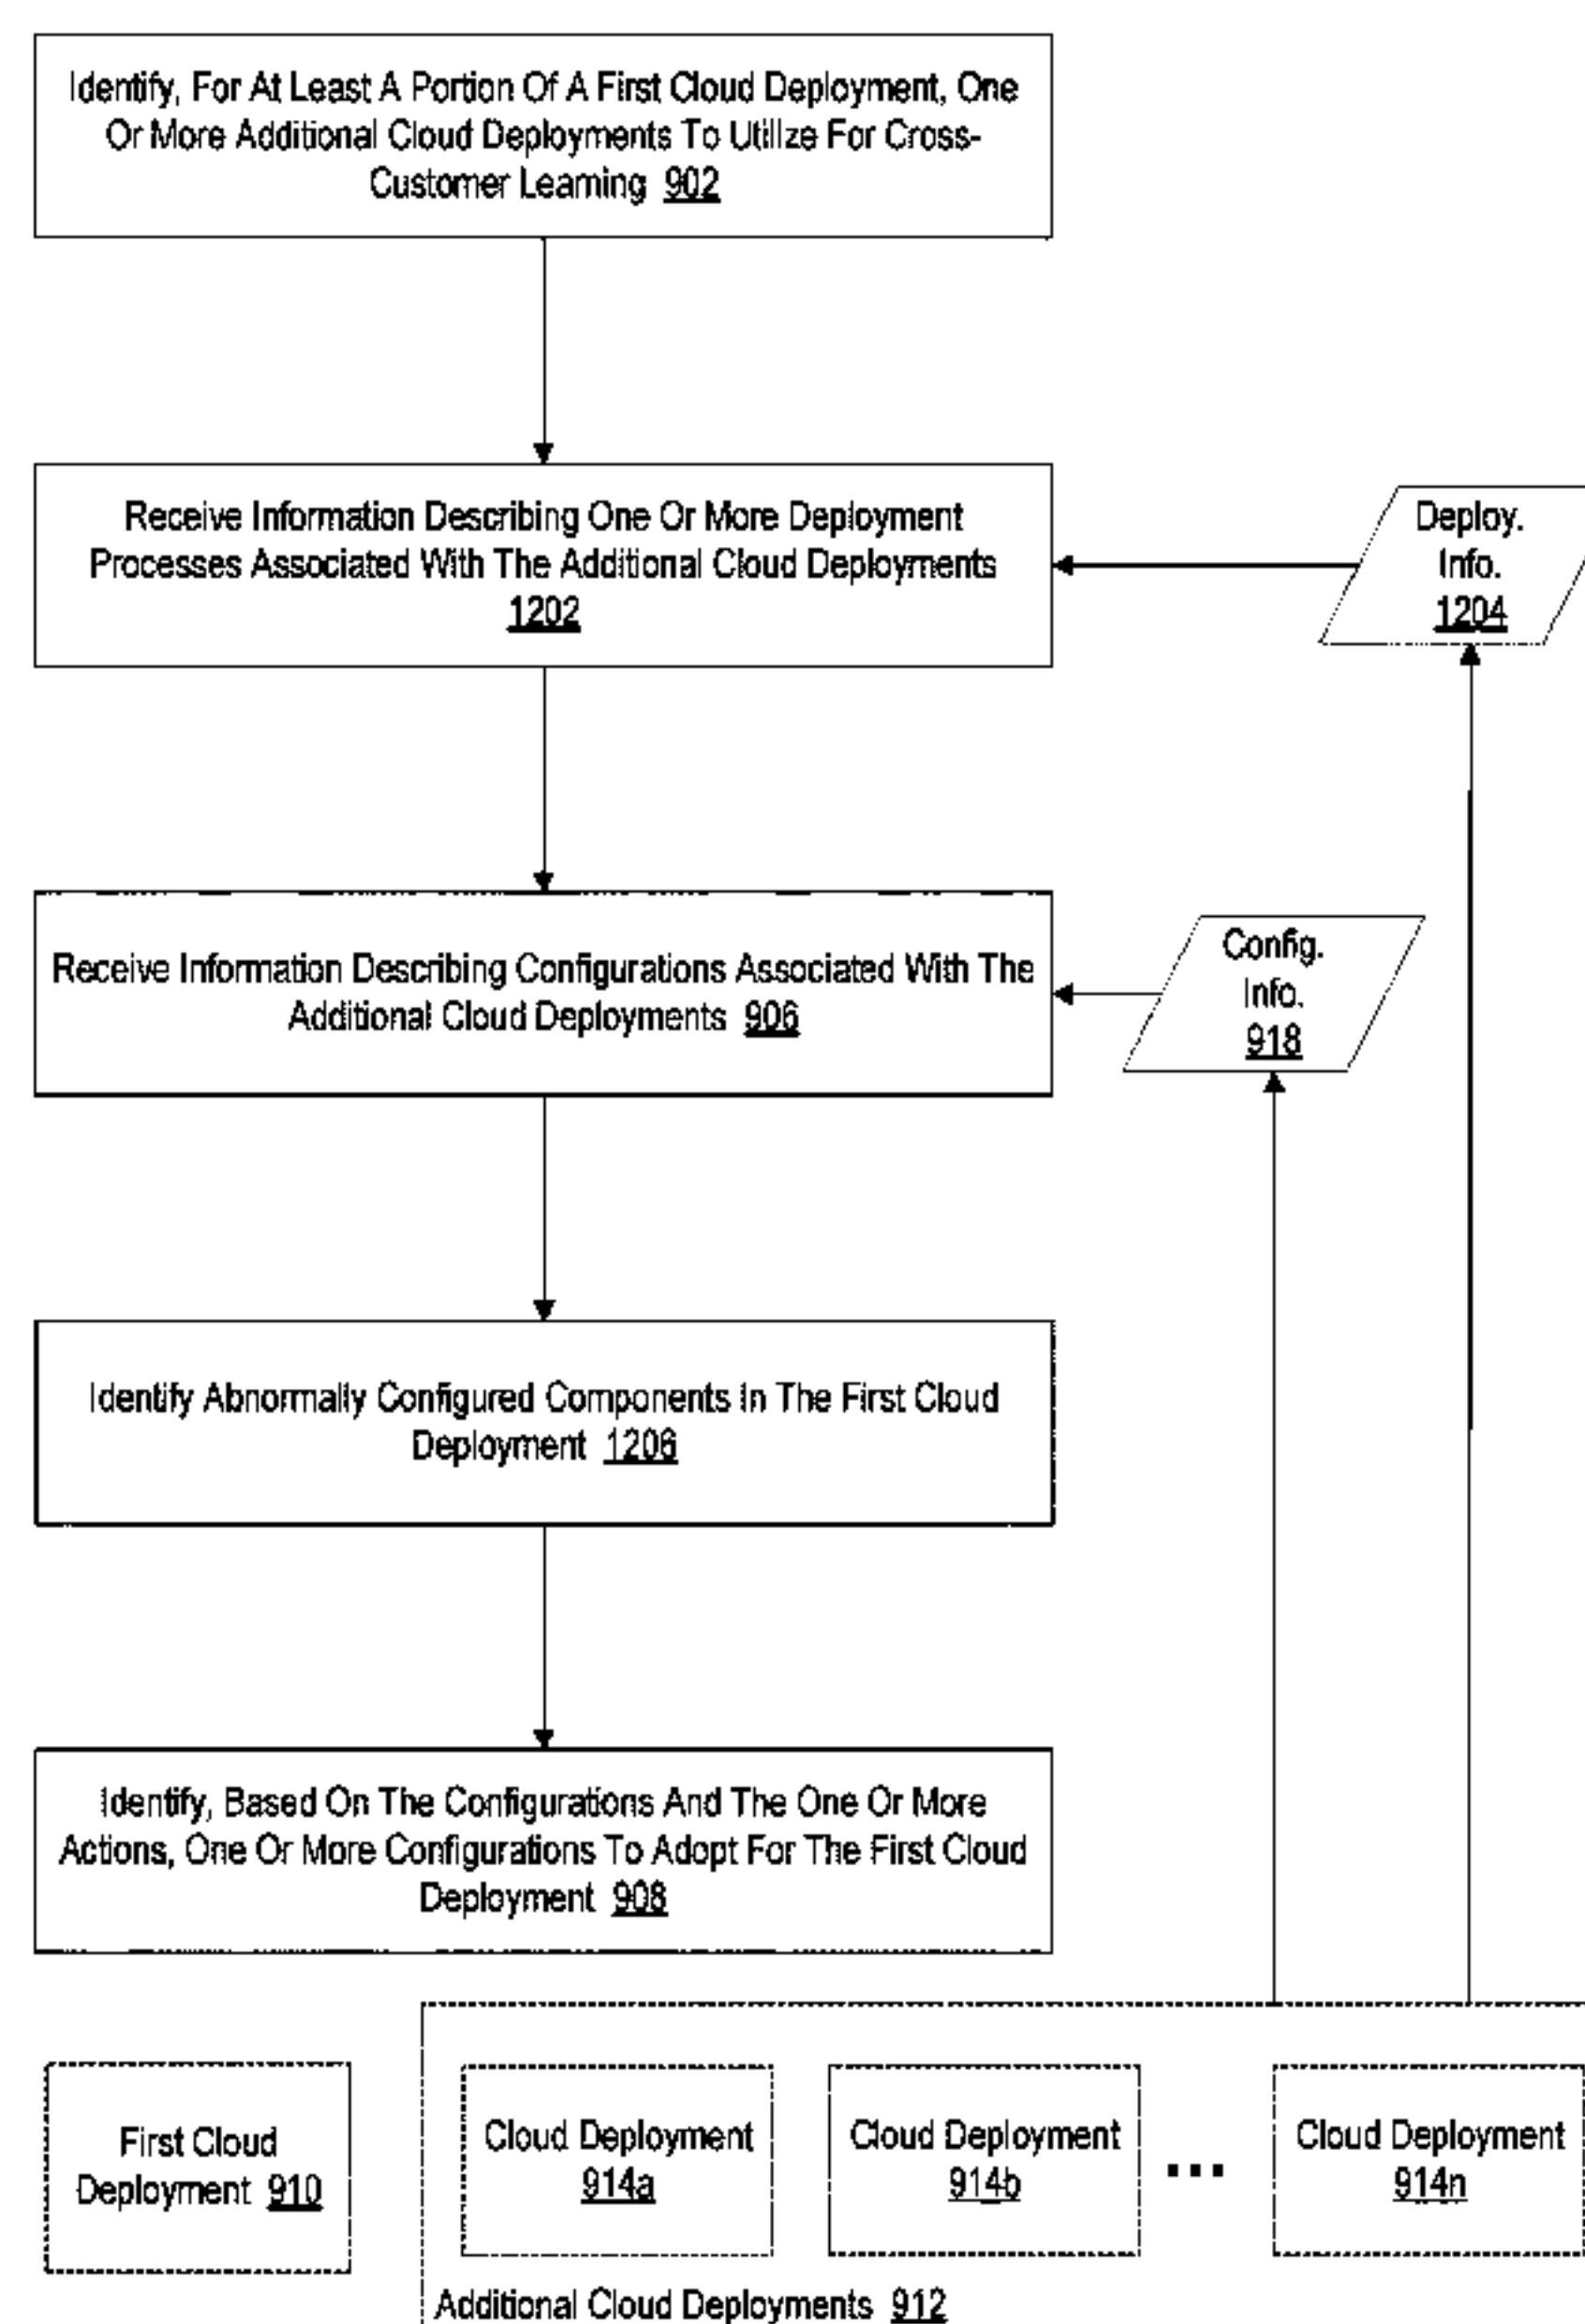 Identify, For At Least A Portion Of A First Cloud Deployment, One
Or More Additional Cloud Deployments To Utilize For Cross-
Customer Learning 902
Receive Information Describing One Or More Deployment
Processes Associated With The Additional Cloud Deployments
1202
Deploy.
Info.
1204
Receive Information Describing Configurations Associated With The
Additional Cloud Deployments 906
Config.
Info.
918
Identify Abnormally Configured Components In The First Cloud
Deployment 1206
Identify, Based On The Configurations And The One Or More
Actions, One Or More Configurations To Adopt For The First Cloud
Deployment 908
First Cloud
Deployment 910
Cloud Deployment
914a
Cloud Deployment
914b
...
Cloud Deployment
914n
Additional Cloud Deployments 912